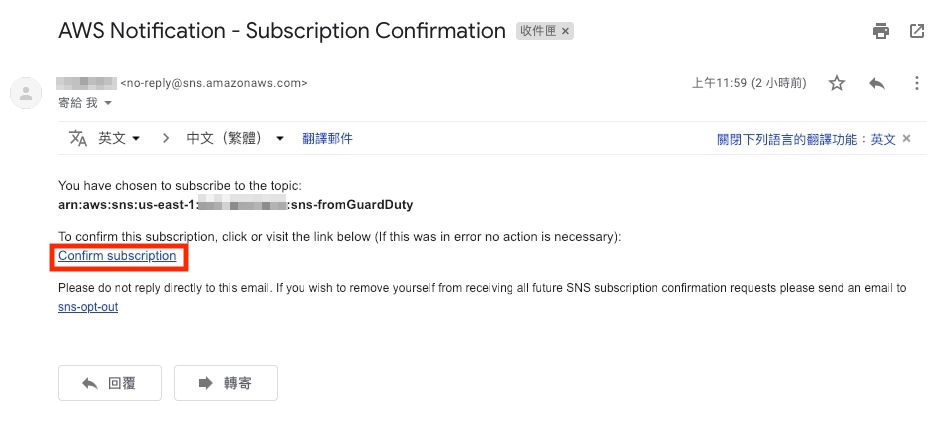 AWS Notification - Subscription Confirmation 收件匣 ×
<no-reply@sns.amazonaws.com> 上午11:59 (2 小時前)
寄給 我
英文 > 中文（繁體） 翻譯郵件 關閉下列語言的翻譯功能：英文 ×
You have chosen to subscribe to the topic:
arn:aws:sns:us-east-1: :sns-fromGuardDuty
To confirm this subscription, click or visit the link below (If this was in error no action is necessary):
Confirm subscription
Please do not reply directly to this email. If you wish to remove yourself from receiving all future SNS subscription confirmation requests please send an email to
sns-opt-out
回覆 轉寄